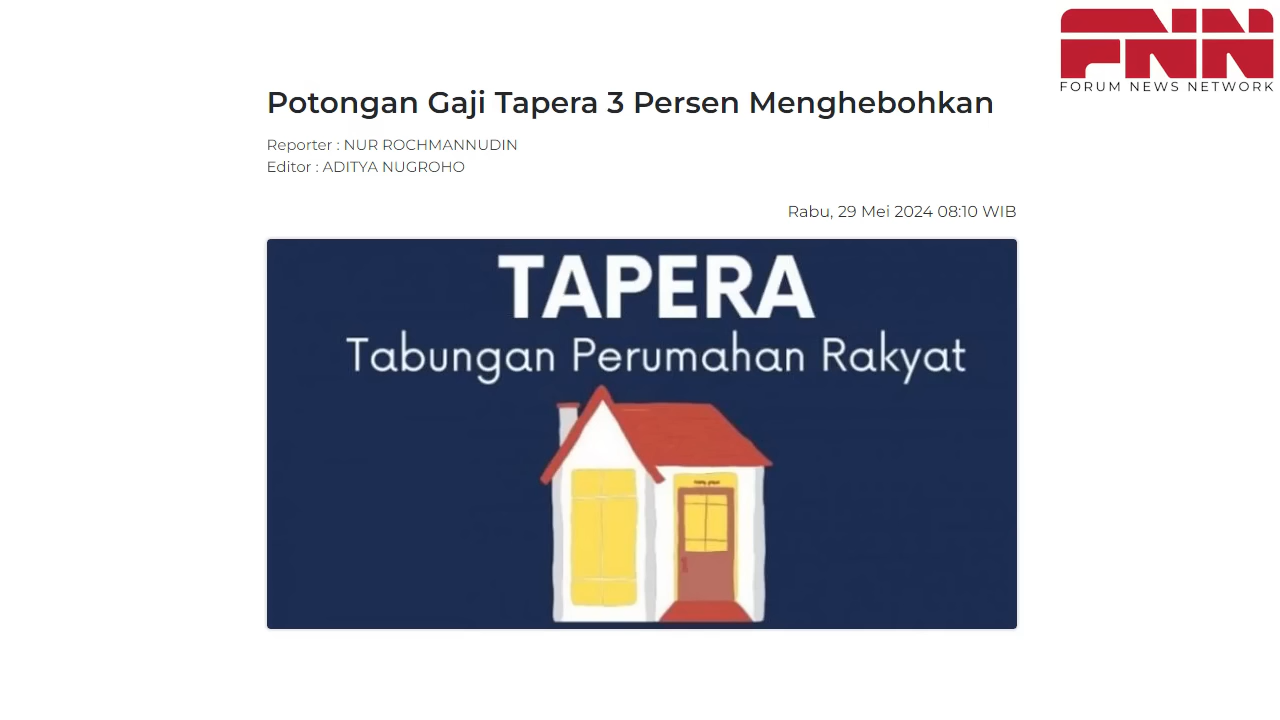 FNN
FORUM NEWS NETWORK
Potongan Gaji Tapera 3 Persen Menghebohkan
Reporter : NUR ROCHMANNUDIN
Editor : ADITYA NUGROHO
Rabu, 29 Mei 2024 08:10 WIB
TAPERA
Tabungan Perumahan Rakyat